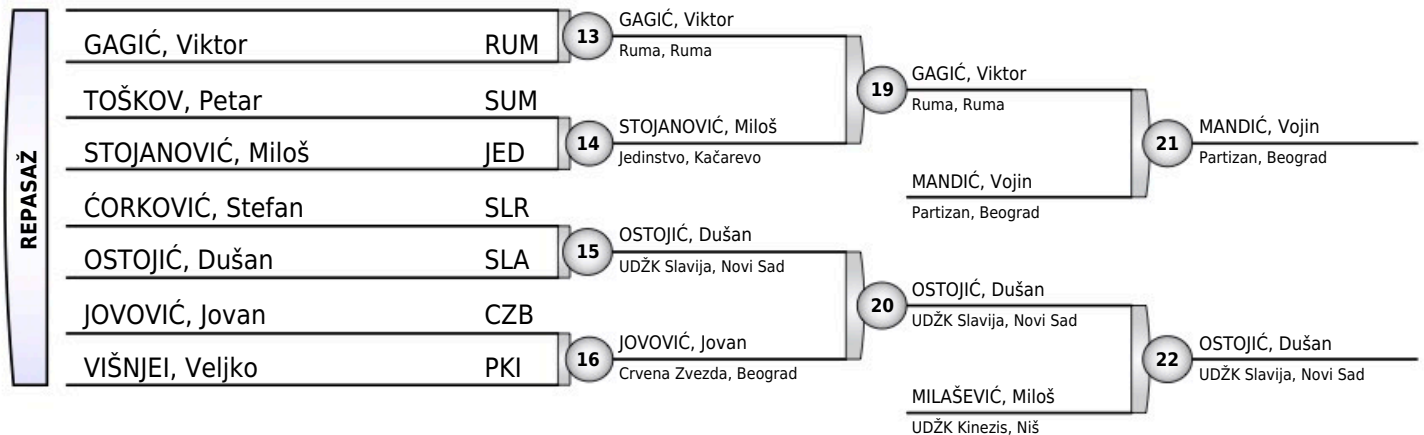 REPASAŽ
GAGIĆ, Viktor RUM
TOŠKOV, Petar SUM
STOJANOVIĆ, Miloš JED
ĆORKOVIĆ, Stefan SLR
OSTOJIĆ, Dušan SLA
JOVOVIĆ, Jovan CZB
VIŠNJEI, Veljko PKI
13
14
15
16
GAGIĆ, Viktor
Ruma, Ruma
STOJANOVIĆ, Miloš
Jedinstvo, Kačarevo
OSTOJIĆ, Dušan
UDŽK Slavija, Novi Sad
JOVOVIĆ, Jovan
Crvena Zvezda, Beograd
19
20
GAGIĆ, Viktor
Ruma, Ruma
MANDIĆ, Vojin
Partizan, Beograd
OSTOJIĆ, Dušan
UDŽK Slavija, Novi Sad
MILAŠEVIĆ, Miloš
UDŽK Kinezis, Niš
21
22
MANDIĆ, Vojin
Partizan, Beograd
OSTOJIĆ, Dušan
UDŽK Slavija, Novi Sad